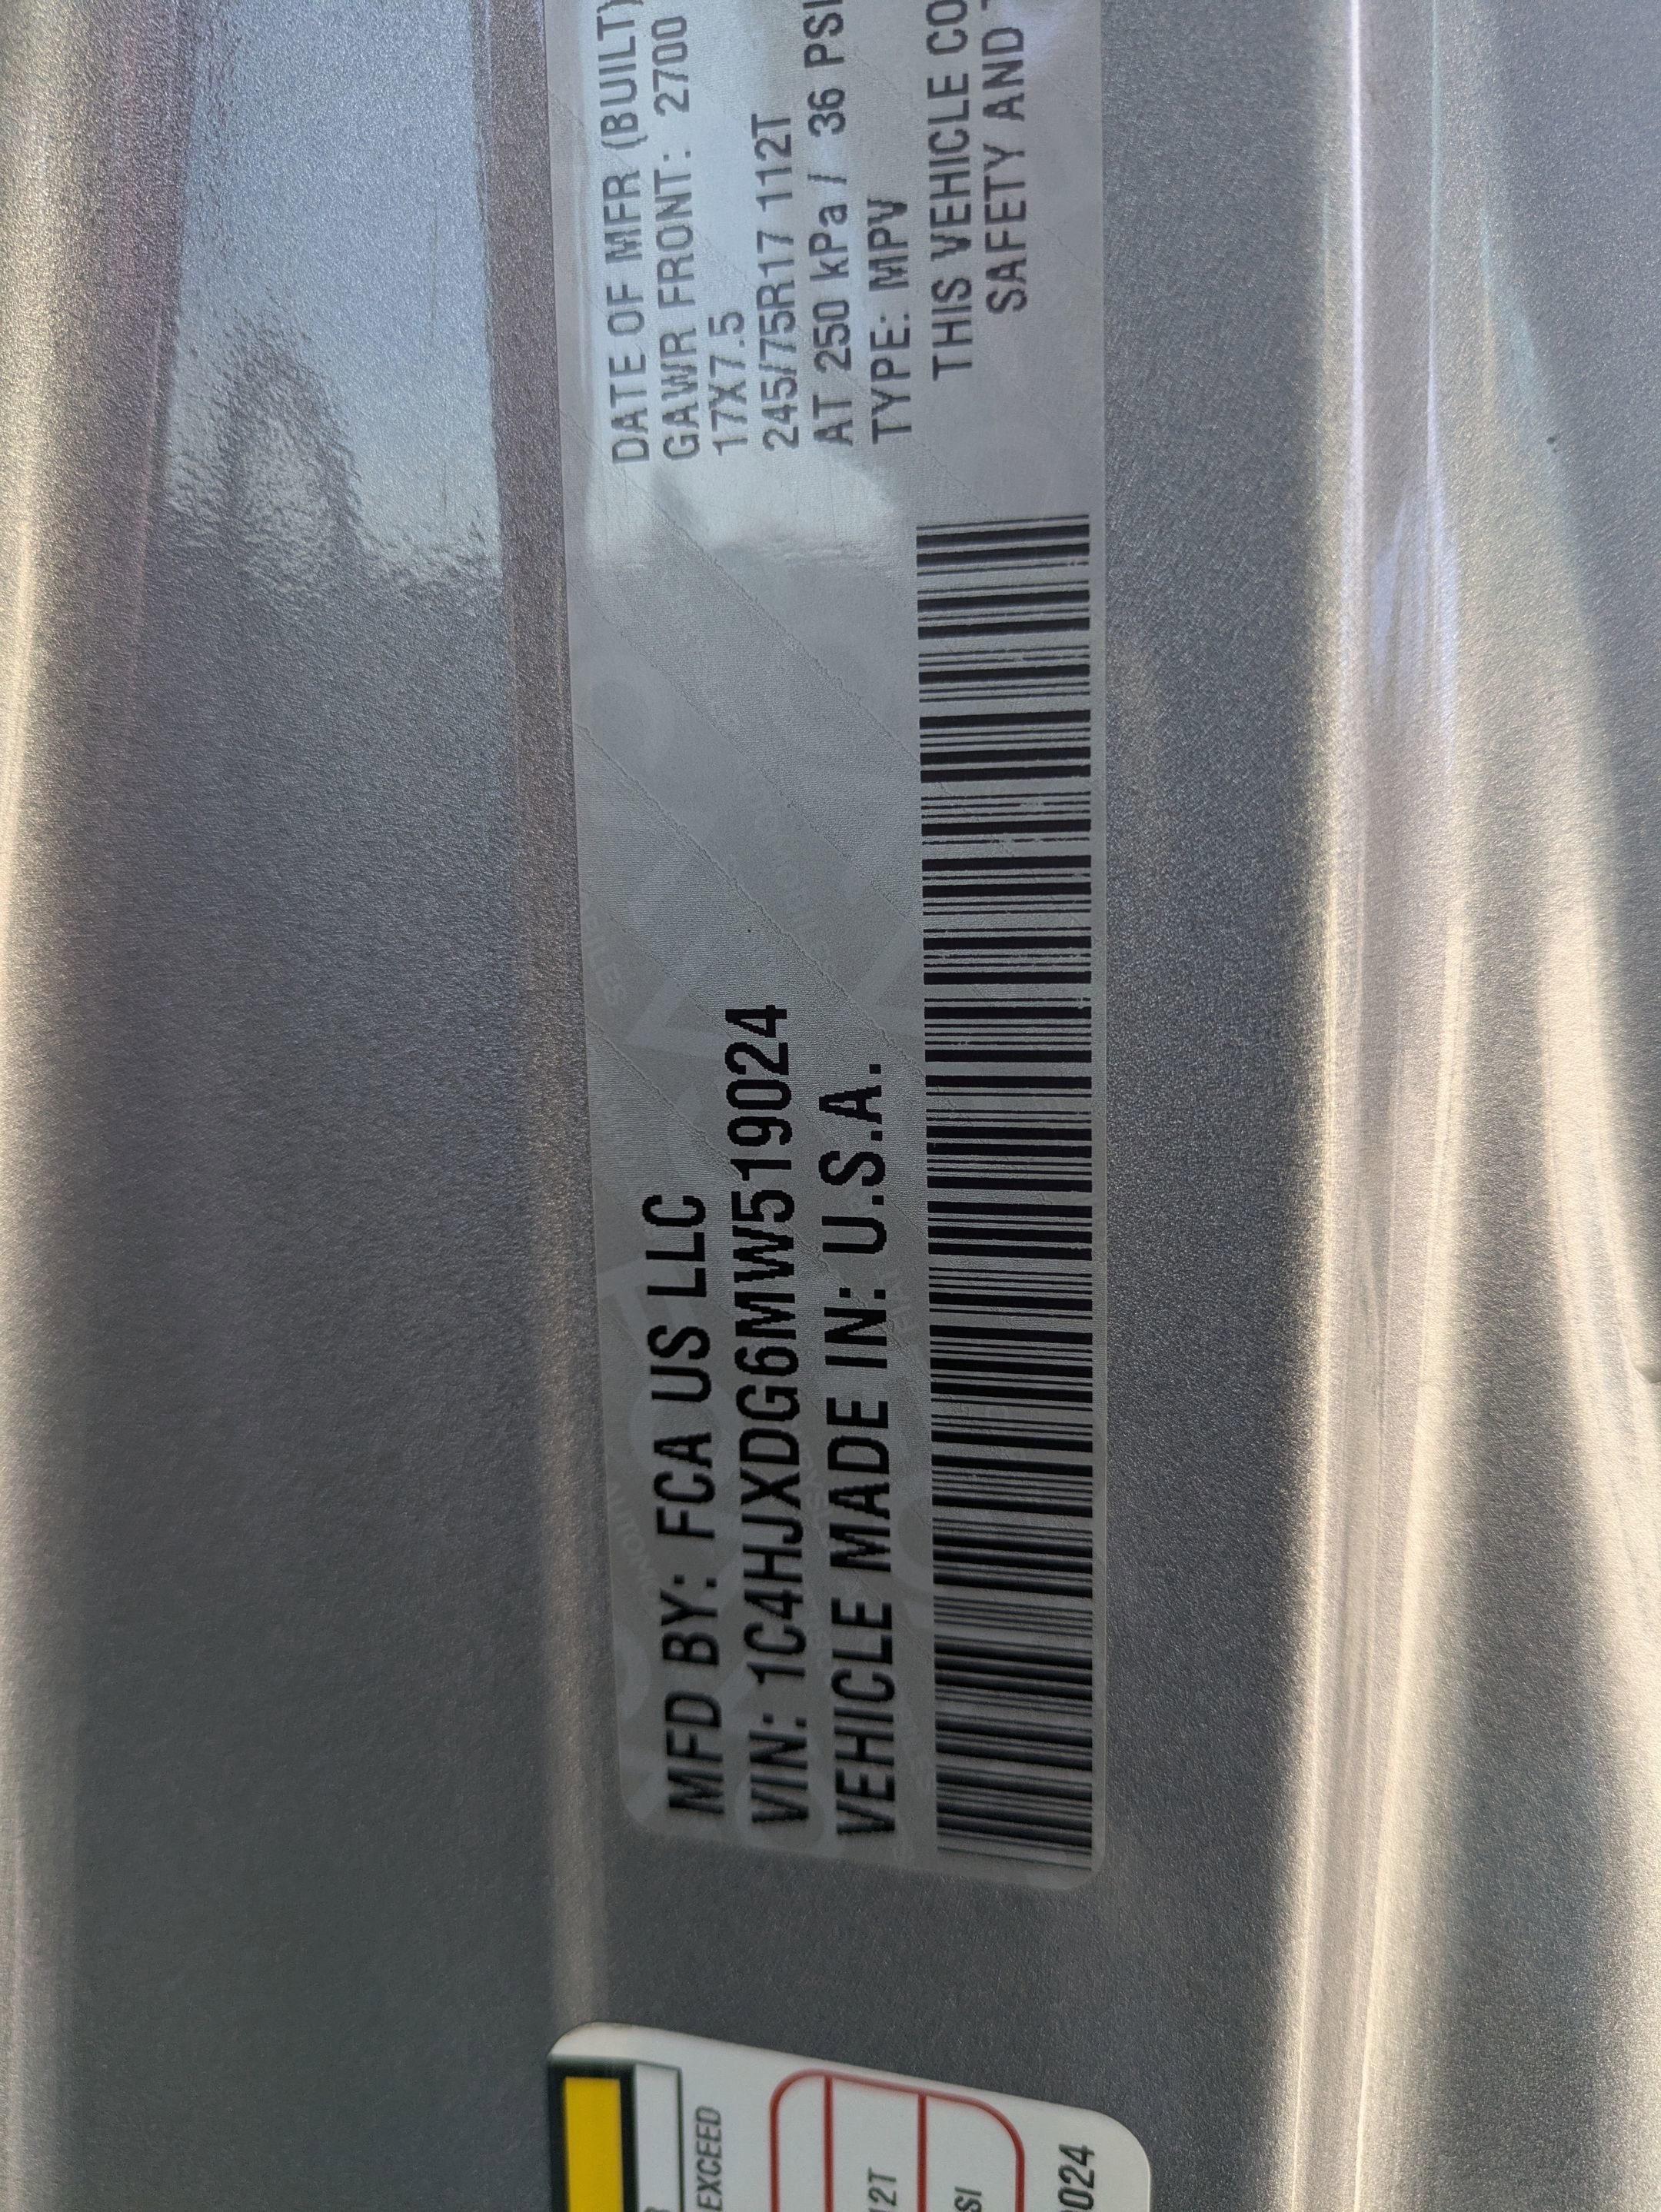 MFD BY: FCA US LLC
VIN: 1C4HJXDG6MW519024
VEHICLE MADE IN: U.S.A.
DATE OF MFR (BUILT)
GAWR FRONT: 2700
17X7.5
245/75R17 112T
AT 250 kPa / 36 PSI
TYPE: MPV
THIS VEHICLE CO
SAFETY AND
EXCEED
12T
SI
024